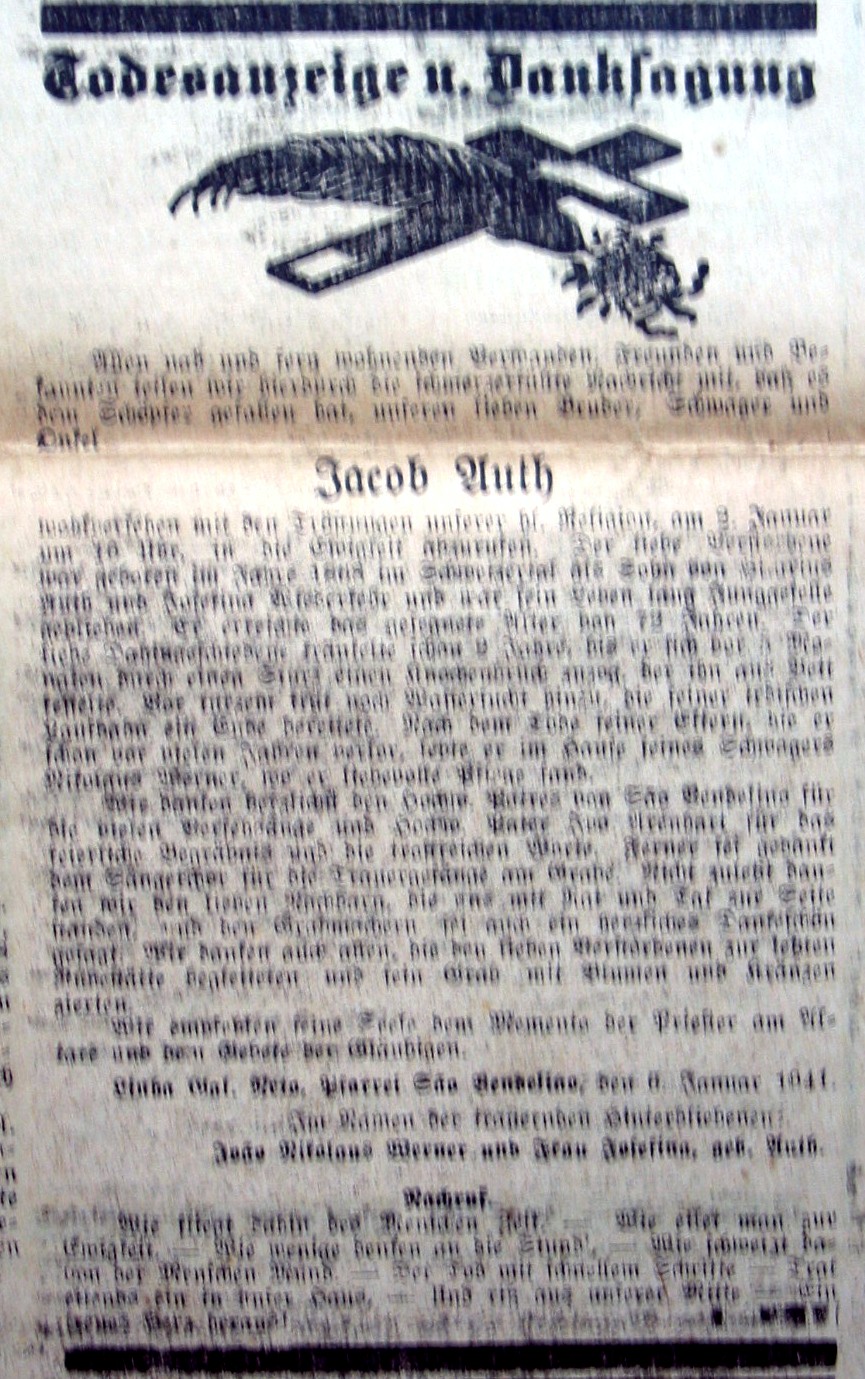 Todesanzeige u. Danksagung
Allen nah und fern wohnenden Verwandten, Freunden und Be-
kannten teilen wir hierdurch die schmerzerfüllte Nachricht mit, daß es
dem Schöpfer gefallen hat, unseren lieben Bruder, Schwager und
Onkel
Jacob Auth
wohlversehen mit den Tröstungen unserer hl. Religion, am Januar
um Uhr, in die Ewigkeit abzurufen. Der liebe Verstorbene
war geboren im Jahre im Schweizertal als Sohn von
Auth und Josefina und war sein Leben lang Junggeselle
geblieben. Er erreichte das gesegnete Alter von Jahren. Der
liebe Dahingeschiedene kränkelte schon Jahre, bis er sich vor Mo-
naten durch einen Sturz einen Knochenbruch zuzog, der ihn ans Bett
fesselte. Vor kurzem trat noch Wassersucht hinzu, die seiner irdischen
Laufbahn ein Ende bereitete. Nach dem Tode seiner Eltern, die er
schon vor vielen Jahren verlor, lebte er im Hause seines Schwagers
Nikolaus Werner, wo er liebevolle Pflege fand.
Wir danken herzlichst den Hochw. Patres von São Vendelino für
die vielen Versehgänge und Hochw. Pater Ivo für das
feierliche Begräbnis und die trostreichen Worte. Ferner sei gedankt
dem Sängerchor für die Trauergesänge am Grabe. Nicht zuletzt dan-
ken wir den lieben Nachbarn, die uns mit Rat und Tat zur Seite
standen, und den Grabmachern sei auch ein herzliches Dankeschön
gesagt. Wir danken auch allen, die den lieben Verstorbenen zur letzten
Ruhestätte begleiteten und sein Grab mit Blumen und Kränzen
zierten.
Wir empfehlen seine Seele dem Memento der Priester am Al-
tare und dem Gebete der Gläubigen.
Linha Gal. Neto, Pfarrei São Vendelino, den 6. Januar 1941.
Im Namen der trauernden Hinterbliebenen:
João Nikolaus Werner und Frau Josefina, geb. Auth.
Nachruf.
Wie fliegt dahin des Menschen Zeit, — Wie eilet man zur
Ewigkeit. — Wie wenige denken an die Stund', — Wie schweigt da-
von der Menschen Mund. — Der Tod mit schnellem Schritte — Trat
ein in unser Haus, — Und riß aus unserer Mitte — Ein
Herz heraus!